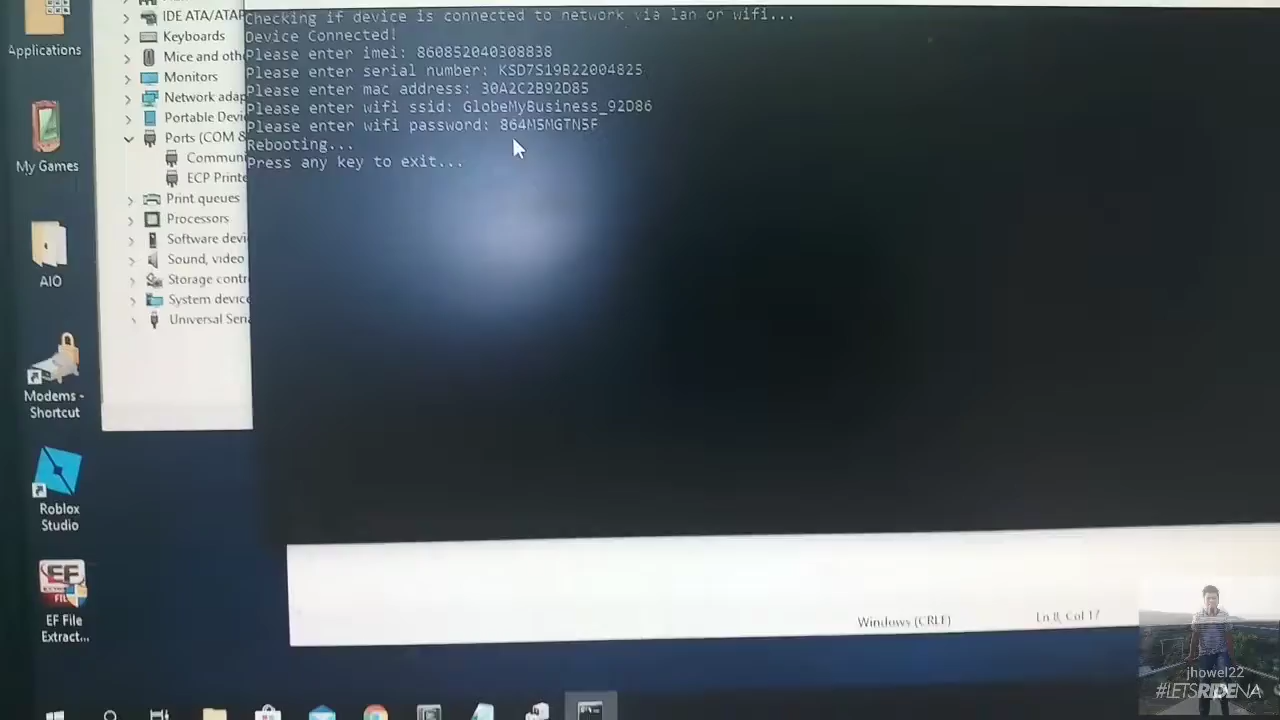 Applications
My Games
AIO
Modems -
Shortcut
Roblox
Studio
EF
EF File
Extract...
IDE ATA/ATAP
Keyboards
Mice and oth
Monitors
Network adap
Portable Devi
Ports (COM &
Commun
ECP Printe
Print queues
Processors
Software devi
Sound, video
Storage contr
System device
Universal Seri
Checking if device is connected to network via lan or wifi...
Device Connected!
Please enter imei: 860852040308838
Please enter serial number: KSD7S19B22004825
Please enter mac address: 30A2C2B92D85
Please enter wifi ssid: GlobeMyBusiness_92D86
Please enter wifi password: 864M5MGTN5F
Rebooting...
Press any key to exit...
Windows (CRLF)
Ln 8, Col 17
jhowel22
#LETSRIDENA